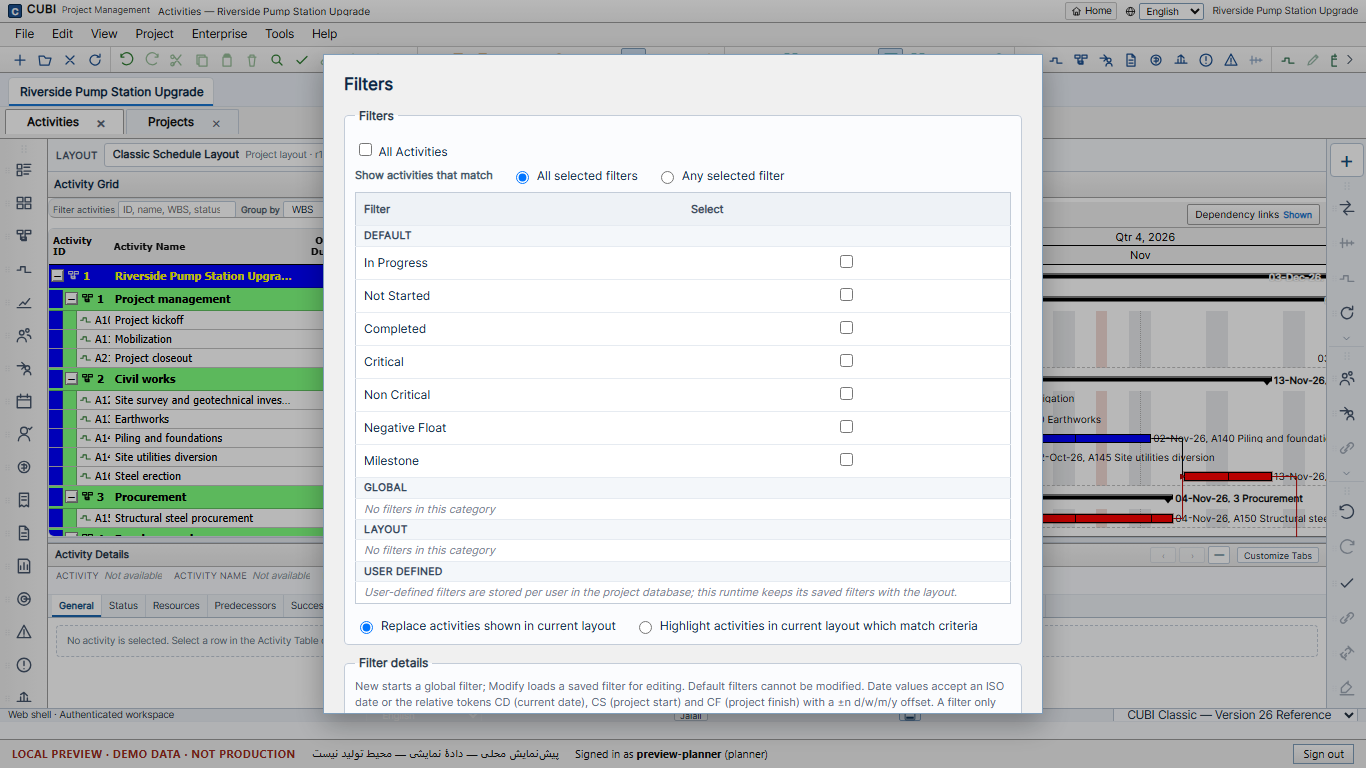 CUBI Project Management Activities — Riverside Pump Station Upgrade Home English Riverside Pump Station Upgrade
File Edit View Project Enterprise Tools Help
Riverside Pump Station Upgrade
Activities Projects
LAYOUT Classic Schedule Layout Project layout · r1
Activity Grid
Filter activities ID, name, WBS, status Group by WBS
Dependency links Shown
Activity ID Activity Name
Qtr 4, 2026
Nov
1 Riverside Pump Station Upgra...
03-Dec-26
1 Project management
Project kickoff
Mobilization
Project closeout
2 Civil works
13-Nov-26,
Site survey and geotechnical inves...
igation
Earthworks
Earthworks
Piling and foundations
02-Nov-26, A140 Piling and foundati
Site utilities diversion
2-Oct-26, A145 Site utilities diversion
Steel erection
13-Nov-26,
3 Procurement
04-Nov-26, 3 Procurement
Structural steel procurement
04-Nov-26, A150 Structural stee
Activity Details
Customize Tabs
ACTIVITY Not available ACTIVITY NAME Not available
General Status Resources Predecessors Succes
No activity is selected. Select a row in the Activity Table
Filters
Filters
All Activities
Show activities that match All selected filters Any selected filter
Filter Select
DEFAULT
In Progress
Not Started
Completed
Critical
Non Critical
Negative Float
Milestone
GLOBAL
No filters in this category
LAYOUT
No filters in this category
USER DEFINED
User-defined filters are stored per user in the project database; this runtime keeps its saved filters with the layout.
Replace activities shown in current layout Highlight activities in current layout which match criteria
Filter details
New starts a global filter; Modify loads a saved filter for editing. Default filters cannot be modified. Date values accept an ISO
date or the relative tokens CD (current date), CS (project start) and CF (project finish) with a ±n d/w/m/y offset. A filter only
Web shell · Authenticated workspace
Jalali
CUBI Classic — Version 26 Reference
LOCAL PREVIEW · DEMO DATA · NOT PRODUCTION پیش‌نمایش محلی — دادهٔ نمایشی — محیط تولید نیست Signed in as preview-planner (planner) Sign out